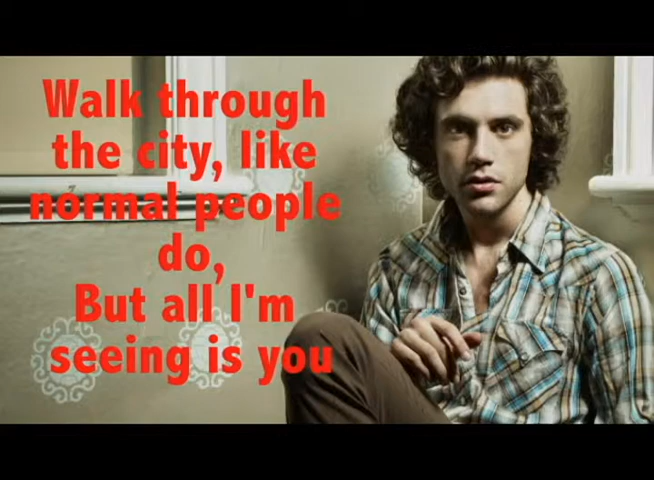 Walk through
the city, like
normal people
do,
But all I'm
seeing is you